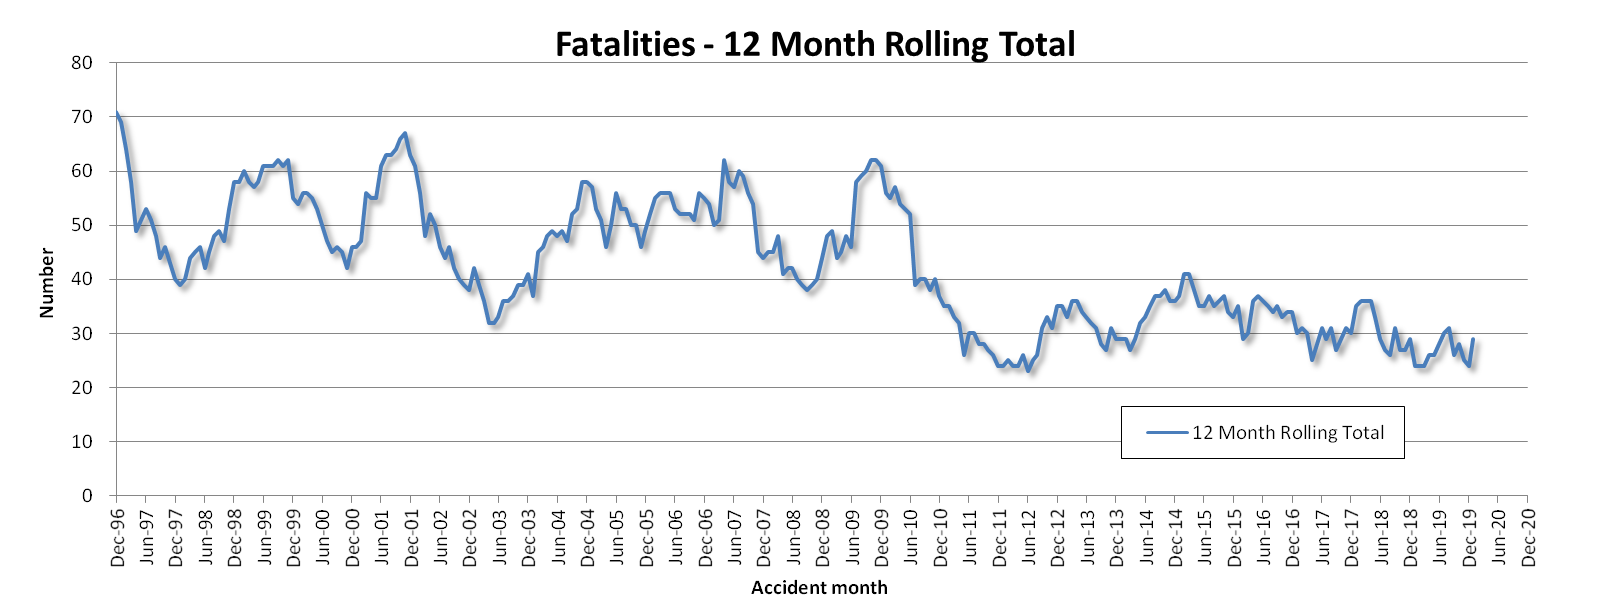 Fatalities - 12 Month Rolling Total
80
70
60
50
40
30
20
10
0
Number
12 Month Rolling Total
Dec-96
Jun-97
Dec-97
Jun-98
Dec-98
Jun-99
Dec-99
Jun-00
Dec-00
Jun-01
Dec-01
Jun-02
Dec-02
Jun-03
Dec-03
Jun-04
Dec-04
Jun-05
Dec-05
Jun-06
Dec-06
Jun-07
Dec-07
Jun-08
Dec-08
Jun-09
Dec-09
Jun-10
Dec-10
Jun-11
Dec-11
Jun-12
Dec-12
Jun-13
Dec-13
Jun-14
Dec-14
Jun-15
Dec-15
Jun-16
Dec-16
Jun-17
Dec-17
Jun-18
Dec-18
Jun-19
Dec-19
Jun-20
Dec-20
Accident month